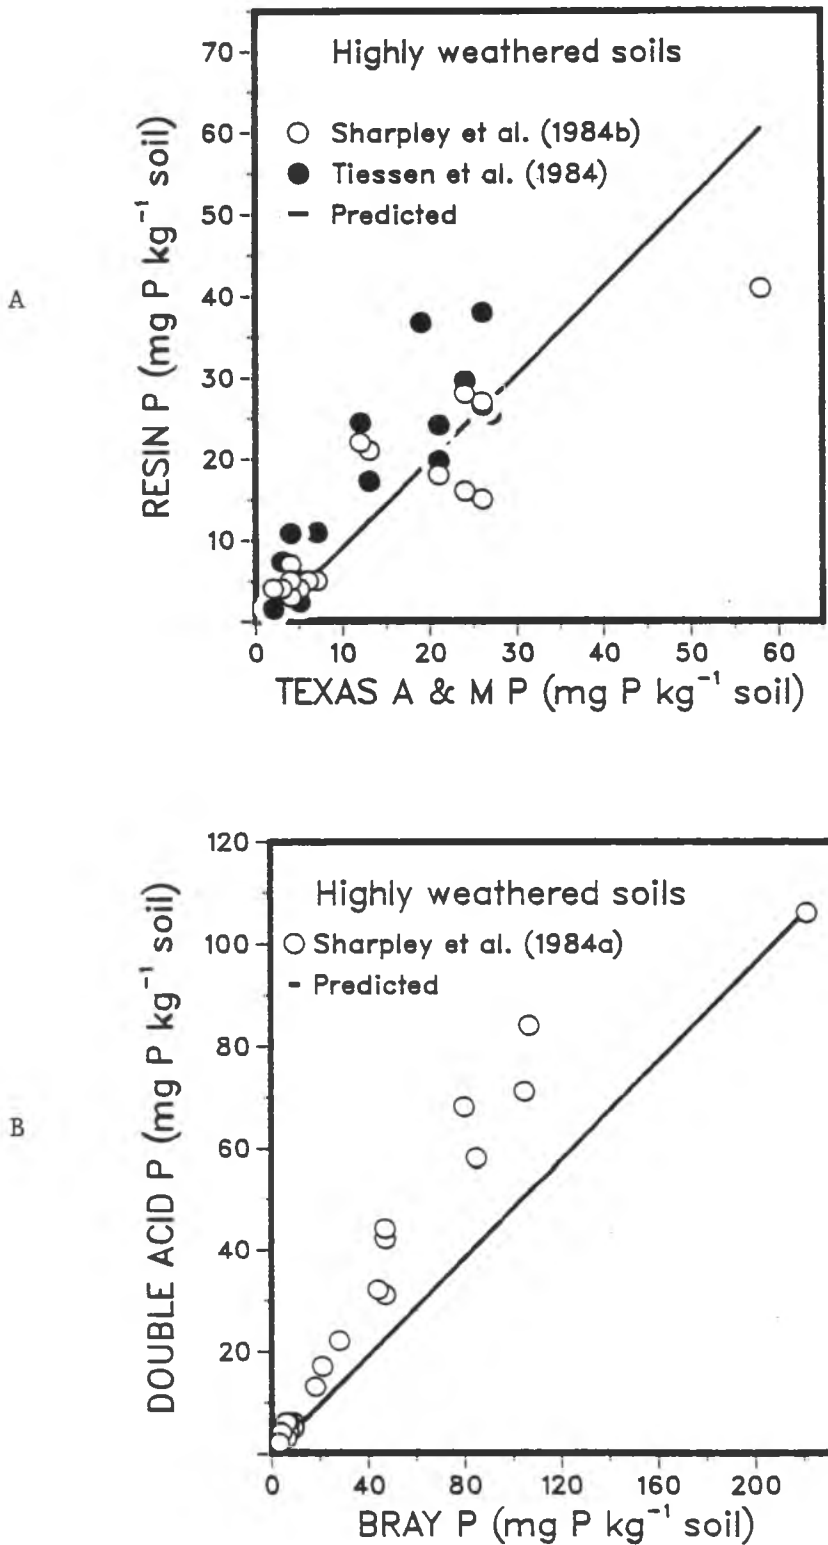 A
Highly weathered soils
○ Sharpley et al. (1984b)
● Tiessen et al. (1984)
– Predicted
RESIN P (mg P kg⁻¹ soil)
70
60
50
40
30
20
10
0 10 20 30 40 50 60
TEXAS A & M P (mg P kg⁻¹ soil)
B
Highly weathered soils
○ Sharpley et al. (1984a)
- Predicted
DOUBLE ACID P (mg P kg⁻¹ soil)
120
100
80
60
40
20
0 40 80 120 160 200
BRAY P (mg P kg⁻¹ soil)